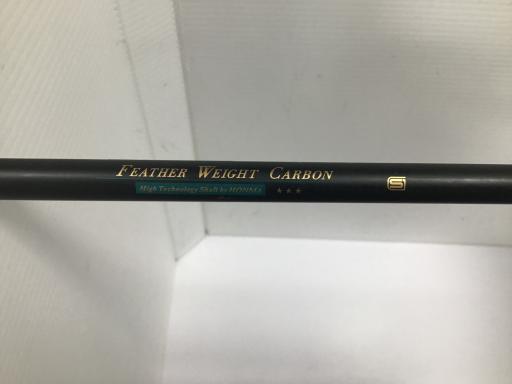 FEATHER WEIGHT CARBON
High Technology Shaft by HONMA ★★★
S